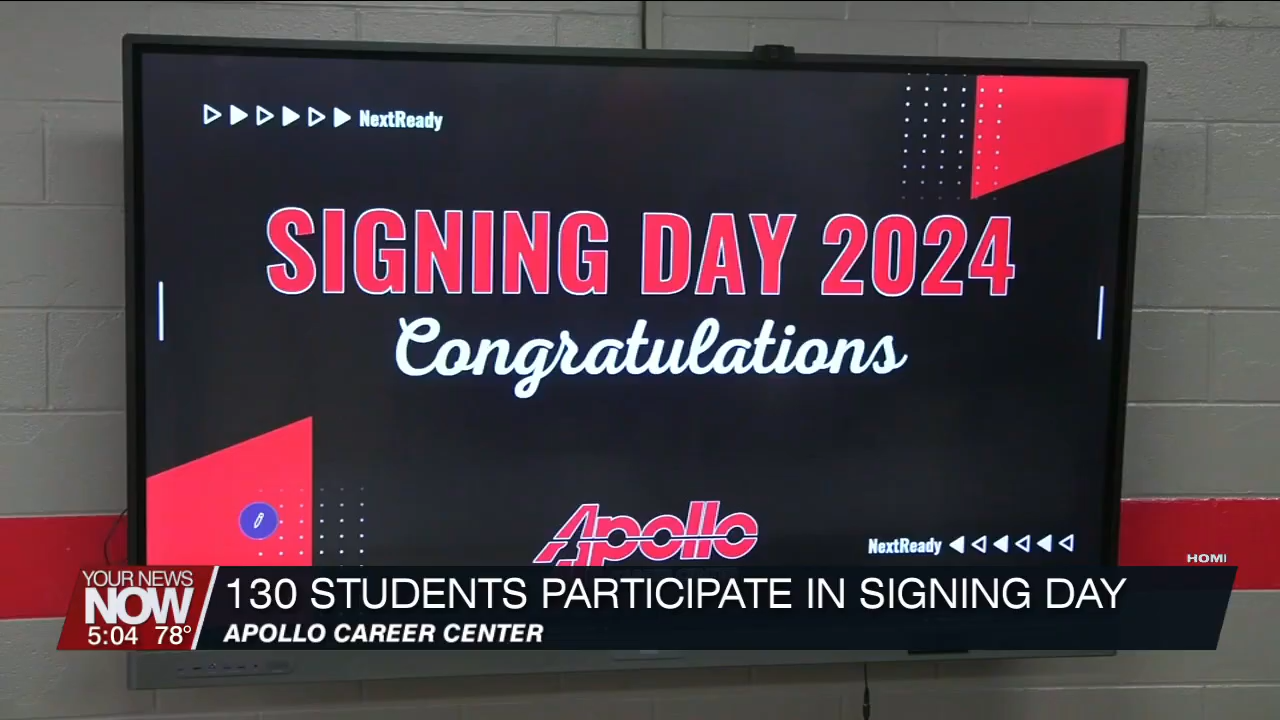 NextReady
SIGNING DAY 2024
Congratulations
Apollo
NextReady
HOM
YOUR NEWS
NOW
5:04 78°
130 STUDENTS PARTICIPATE IN SIGNING DAY
APOLLO CAREER CENTER